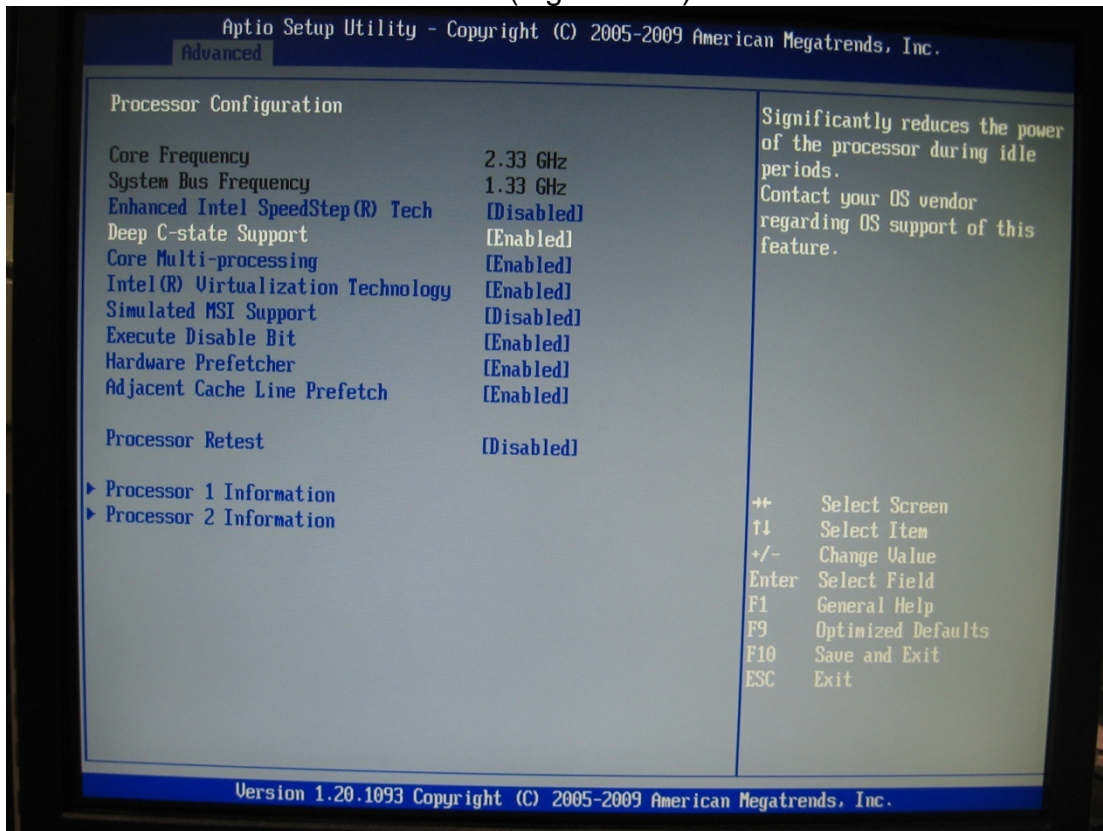 Aptio Setup Utility - Copyright (C) 2005-2009 American Megatrends, Inc.
Advanced
Processor Configuration
Core Frequency 2.33 GHz
System Bus Frequency 1.33 GHz
Enhanced Intel SpeedStep(R) Tech [Disabled]
Deep C-state Support [Enabled]
Core Multi-processing [Enabled]
Intel(R) Virtualization Technology [Enabled]
Simulated MSI Support [Disabled]
Execute Disable Bit [Enabled]
Hardware Prefetcher [Enabled]
Adjacent Cache Line Prefetch [Enabled]
Processor Retest [Disabled]
Processor 1 Information
Processor 2 Information
Significantly reduces the power
of the processor during idle
periods.
Contact your OS vendor
regarding OS support of this
feature.
→← Select Screen
↑↓ Select Item
+/- Change Value
Enter Select Field
F1 General Help
F9 Optimized Defaults
F10 Save and Exit
ESC Exit
Version 1.20.1093 Copyright (C) 2005-2009 American Megatrends, Inc.